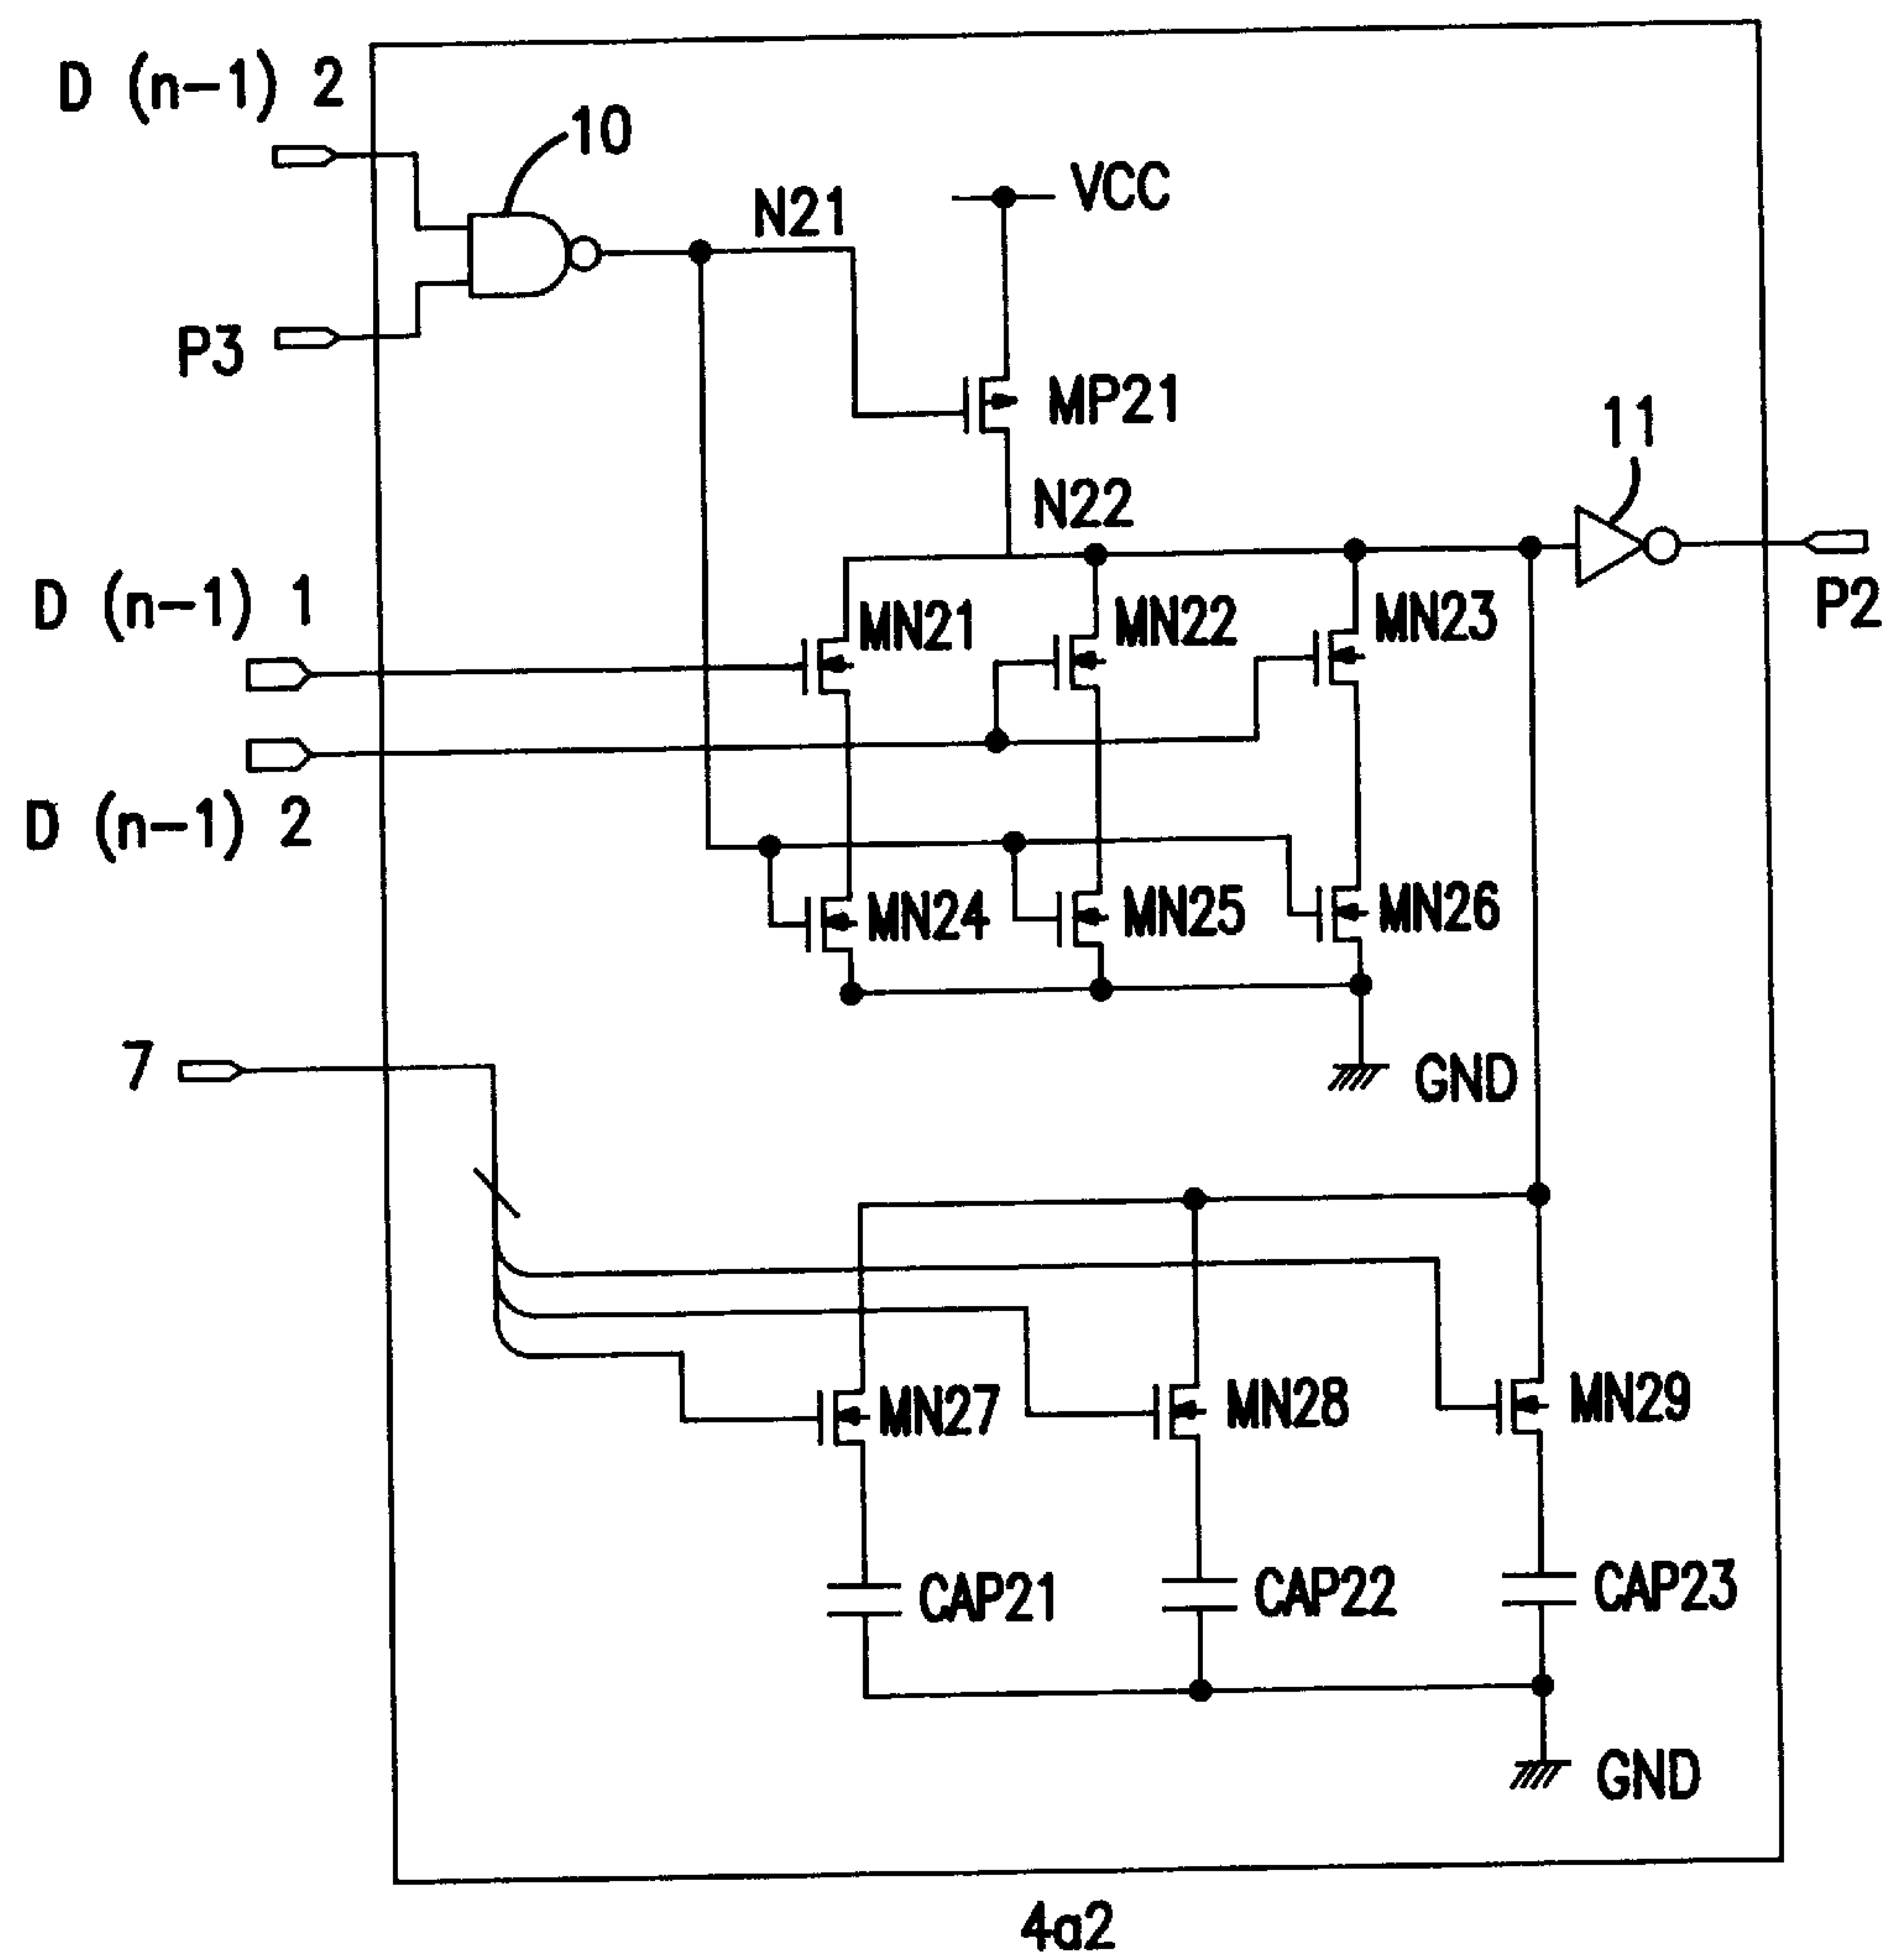 D (n-1) 2
10
N21
VCC
P3
MP21
11
N22
D (n-1) 1
MN21
MN22
MN23
P2
D (n-1) 2
MN24
MN25
MN26
7
GND
MN27
MN28
MN29
CAP21
CAP22
CAP23
GND
4a2